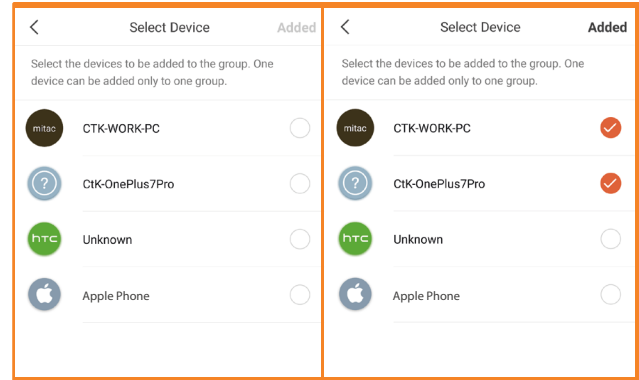 Select Device Added
Select the devices to be added to the group. One
device can be added only to one group.
mitac CTK-WORK-PC
? CtK-OnePlus7Pro
hTC Unknown
Apple Phone
Select Device Added
Select the devices to be added to the group. One
device can be added only to one group.
mitac CTK-WORK-PC
? CtK-OnePlus7Pro
hTC Unknown
Apple Phone